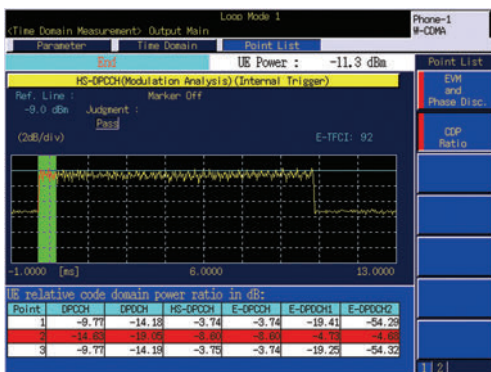 Loop Mode 1
<Time Domain Measurement> Output Main
Phone-1
W-CDMA
Parameter Time Domain Point List
End UE Power : -11.3 dBm Point List
HS-DPCCH(Modulation Analysis)(Internal Trigger)
Ref. Line : Marker Off
-9.0 dBm Judgment :
Pass
(2dB/div) E-TFCI: 92
EVM
and
Phase Disc.
CDP
Ratio
-1.0000 [ms] 6.0000 13.0000
UE relative code domain power ratio in dB:
Point DPCCH DPDCH HS-DPCCH E-DPCCH E-DPDCH1 E-DPDCH2
1 -9.77 -14.18 -3.74 -3.74 -19.41 -54.29
2 -14.63 -19.05 -8.60 -8.60 -4.73 -4.63
3 -9.77 -14.19 -3.75 -3.74 -19.25 -54.32
1 2